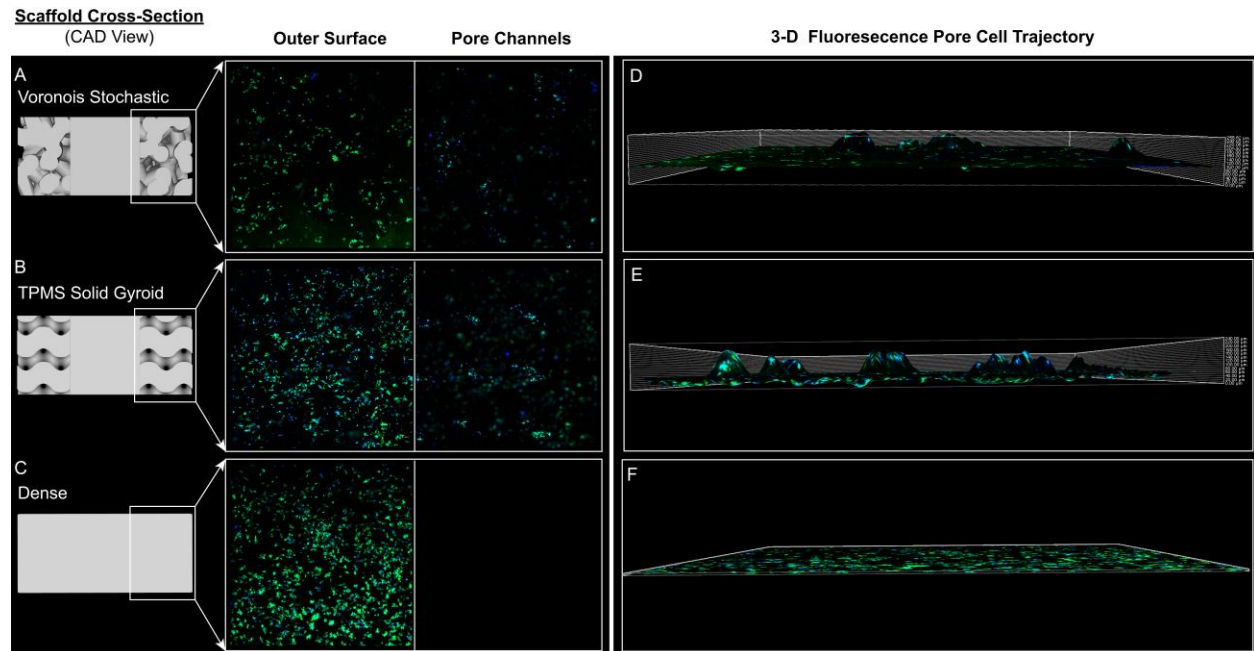 Scaffold Cross-Section
(CAD View)
Outer Surface
Pore Channels
3-D Fluoresecence Pore Cell Trajectory
A
Voronois Stochastic
B
TPMS Solid Gyroid
C
Dense
D
E
F